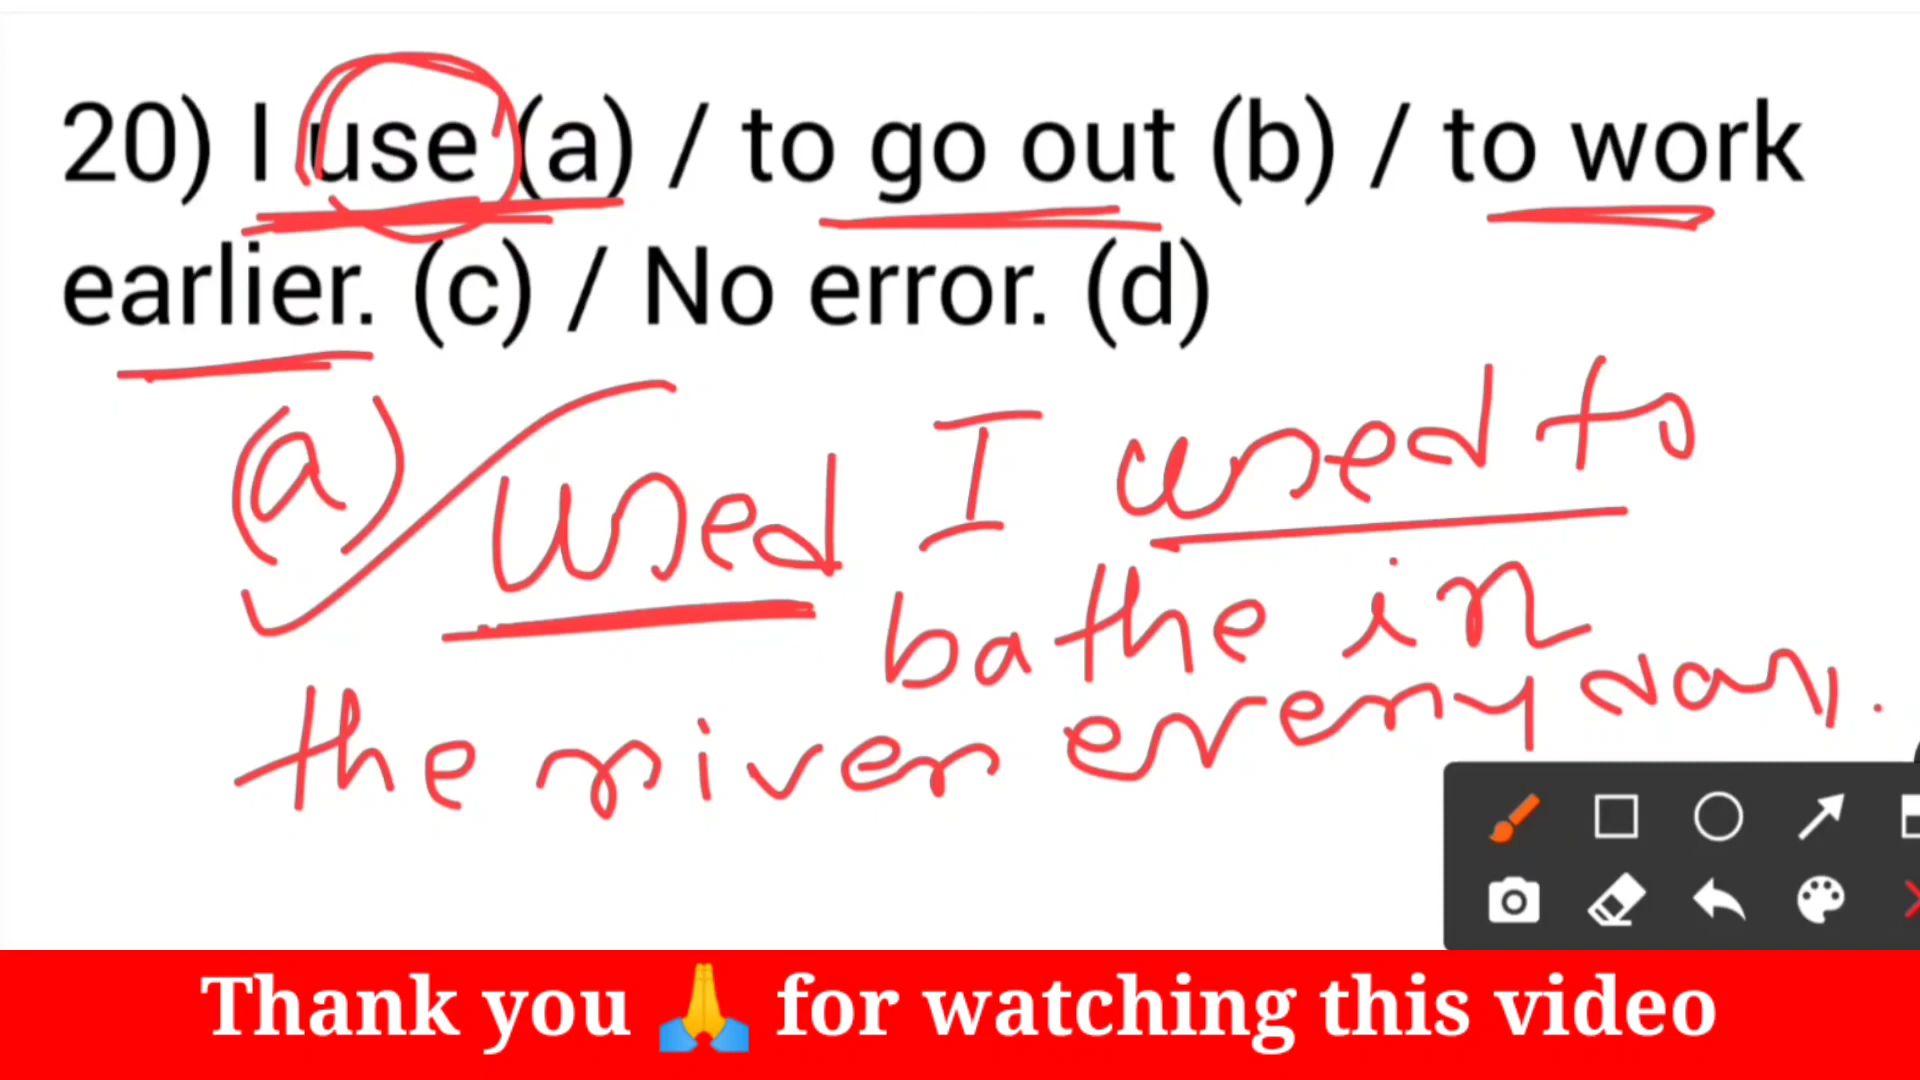 20) I use (a) / to go out (b) / to work
earlier. (c) / No error. (d)
(a) used I used to
bathe in
the river every day.
Thank you 🙏 for watching this video